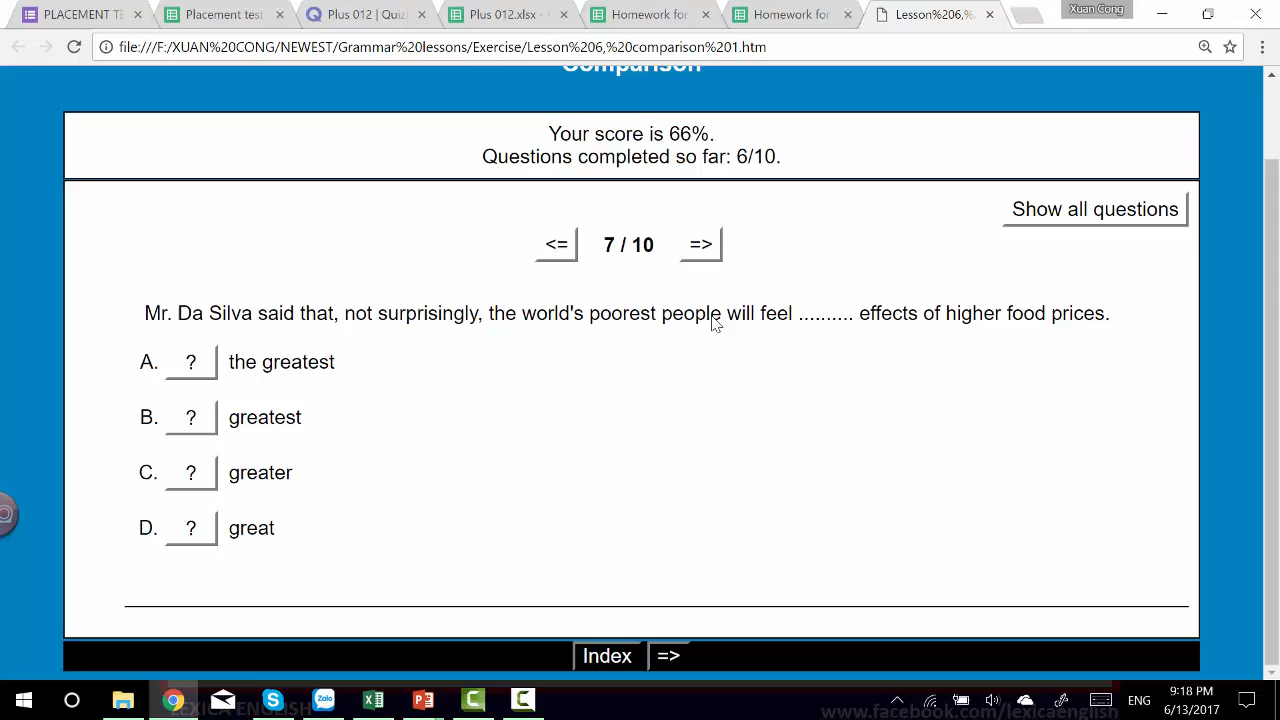 PLACEMENT TE
Placement test
Plus 012 (Quiz
Plus 012.xlsx -
Homework for
Homework for
Lesson%206,%
Xuan Cong
file:///F:/XUAN%20CONG/NEWEST/Grammar%20lessons/Exercise/Lesson%206,%20comparison%201.htm
Comparison
Your score is 66%.
Questions completed so far: 6/10.
Show all questions
<= 7 / 10 =>
Mr. Da Silva said that, not surprisingly, the world's poorest people will feel .......... effects of higher food prices.
A. ? the greatest
B. ? greatest
C. ? greater
D. ? great
Index =>
Zalo
ENG
9:18 PM
6/13/2017
LEXICA ENGLISH
www.facebook.com/lexicaenglish